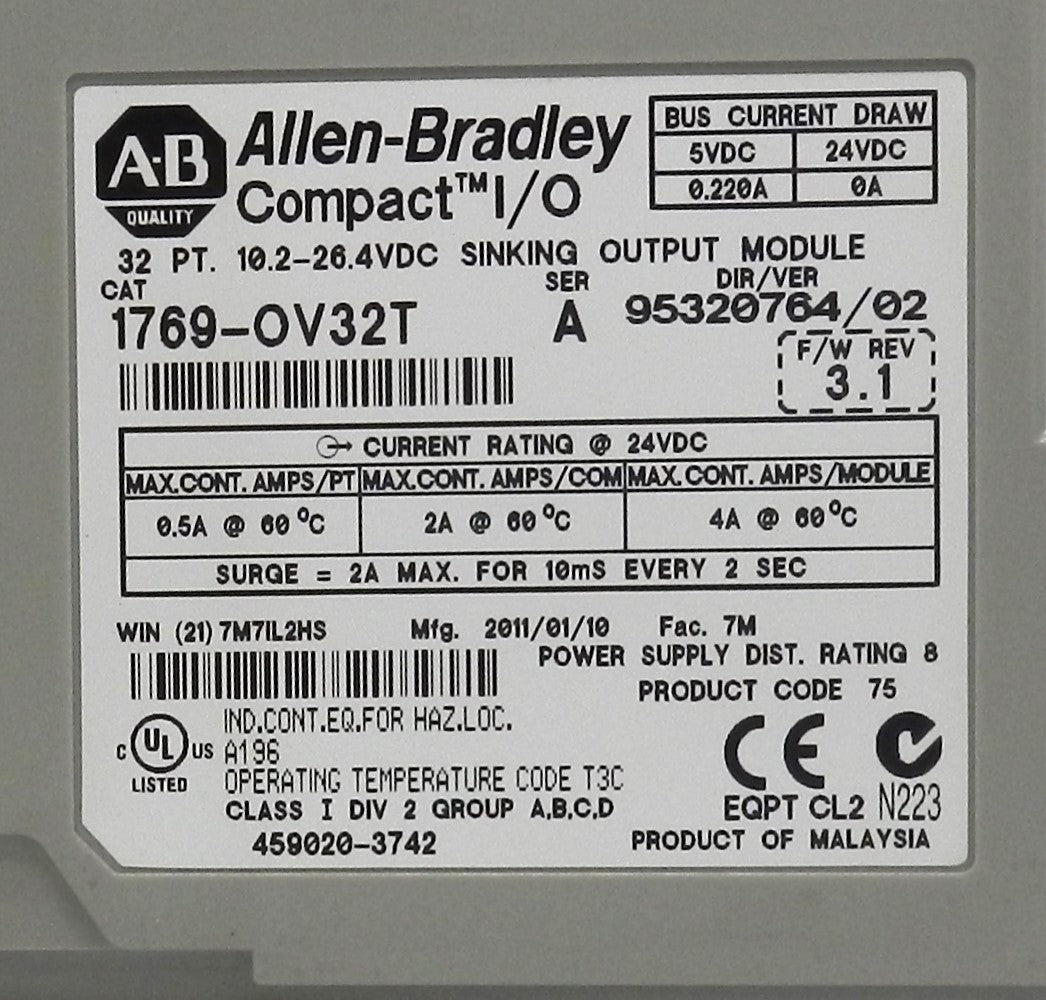 A-B
QUALITY
Allen-Bradley
Compact™ I/O
BUS CURRENT DRAW
5VDC 24VDC
0.220A 0A
32 PT. 10.2-26.4VDC SINKING OUTPUT MODULE
CAT SER DIR/VER
1769-OV32T A 95320764/02
F/W REV
3.1
CURRENT RATING @ 24VDC
MAX.CONT. AMPS/PT MAX.CONT. AMPS/COM MAX.CONT. AMPS/MODULE
0.5A @ 60 °C 2A @ 60 °C 4A @ 60 °C
SURGE = 2A MAX. FOR 10mS EVERY 2 SEC
WIN (21) 7M7IL2HS Mfg. 2011/01/10 Fac. 7M
POWER SUPPLY DIST. RATING 8
PRODUCT CODE 75
C UL US
LISTED
IND.CONT.EQ.FOR HAZ.LOC.
A196
OPERATING TEMPERATURE CODE T3C
CLASS I DIV 2 GROUP A,B,C,D
459020-3742
CE
EQPT CL2 N223
PRODUCT OF MALAYSIA